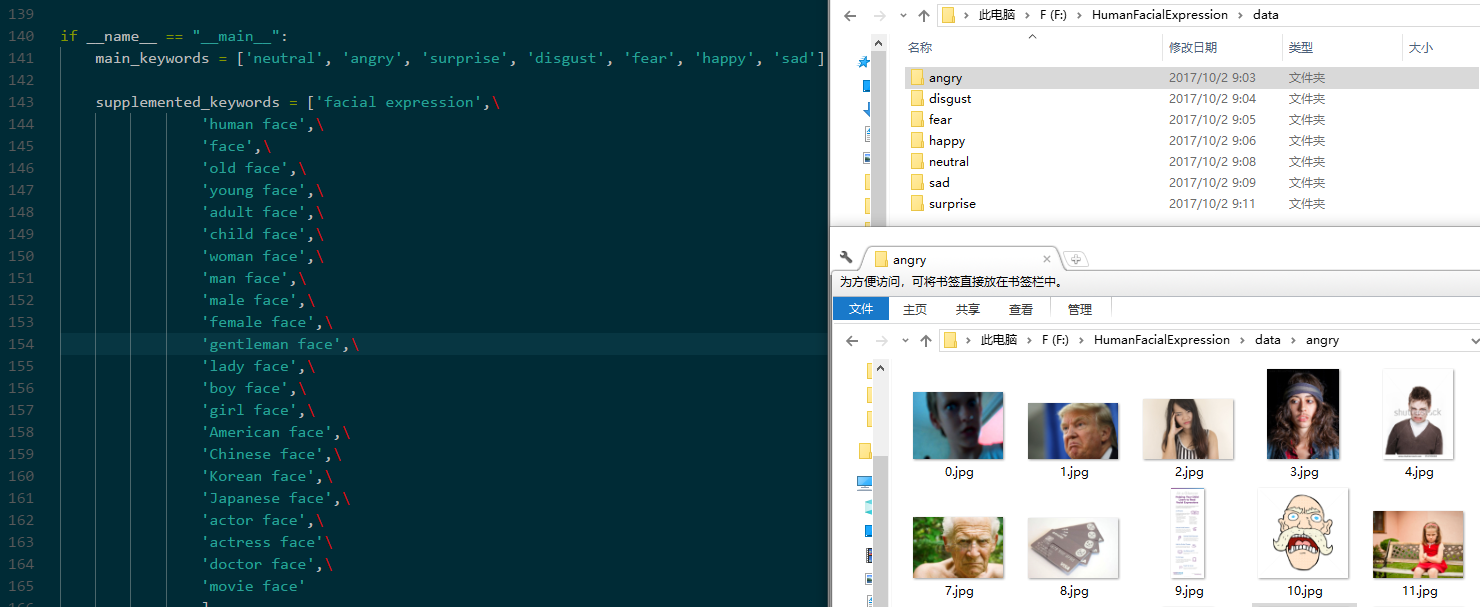 139
140 if __name__ == "__main__":
141 main_keywords = ['neutral', 'angry', 'surprise', 'disgust', 'fear', 'happy', 'sad']
142
143 supplemented_keywords = ['facial expression',\
144 'human face',\
145 'face',\
146 'old face',\
147 'young face',\
148 'adult face',\
149 'child face',\
150 'woman face',\
151 'man face',\
152 'male face',\
153 'female face',\
154 'gentleman face',\
155 'lady face',\
156 'boy face',\
157 'girl face',\
158 'American face',\
159 'Chinese face',\
160 'Korean face',\
161 'Japanese face',\
162 'actor face',\
163 'actress face'\
164 'doctor face',\
165 'movie face'
166 ]
此电脑 F (F:) HumanFacialExpression data
名称 修改日期 类型 大小
angry 2017/10/2 9:03 文件夹
disgust 2017/10/2 9:04 文件夹
fear 2017/10/2 9:05 文件夹
happy 2017/10/2 9:06 文件夹
neutral 2017/10/2 9:08 文件夹
sad 2017/10/2 9:09 文件夹
surprise 2017/10/2 9:11 文件夹
angry
为方便访问，可将书签直接放在书签栏中。
文件 主页 共享 查看 管理
此电脑 F (F:) HumanFacialExpression data angry
0.jpg 1.jpg 2.jpg 3.jpg 4.jpg
7.jpg 8.jpg 9.jpg 10.jpg 11.jpg